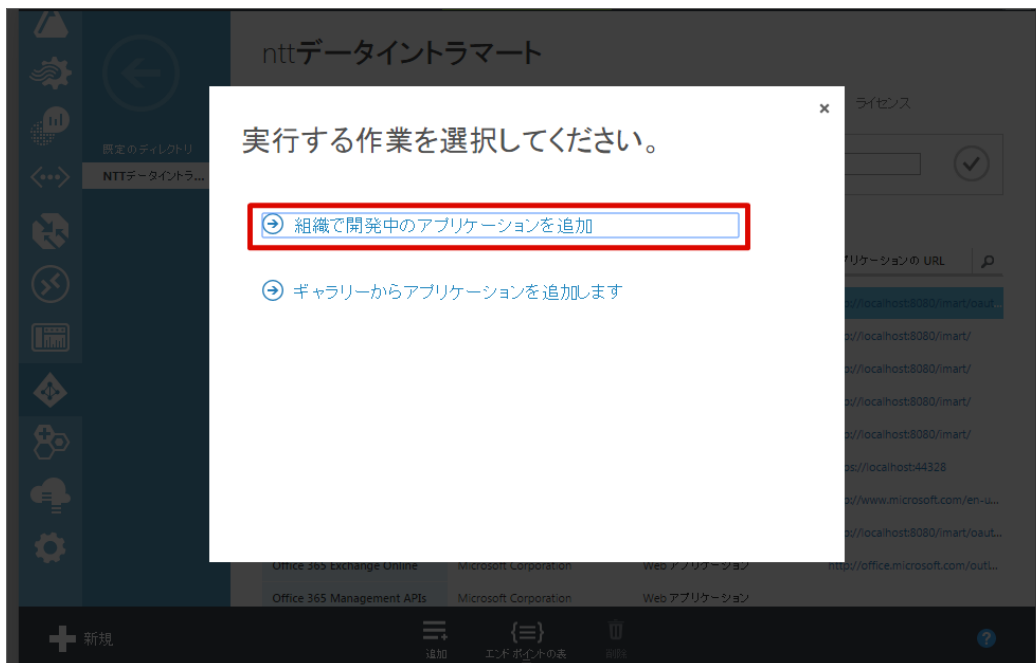 nttデータイントラマート
ライセンス
既定のディレクトリ
NTTデータイントラ...
実行する作業を選択してください。
×
組織で開発中のアプリケーションを追加
ギャラリーからアプリケーションを追加します
プリケーションの URL
p://localhost:8080/imart/oaut...
p://localhost:8080/imart/
p://localhost:8080/imart/
p://localhost:8080/imart/
p://localhost:8080/imart/
ps://localhost:44328
p://www.microsoft.com/en-u...
p://localhost:8080/imart/oaut...
Office 365 Exchange Online Microsoft Corporation Web アプリケーション http://office.microsoft.com/outl...
Office 365 Management APIs Microsoft Corporation Web アプリケーション
新規 追加 エンドポイントの表 削除 ?